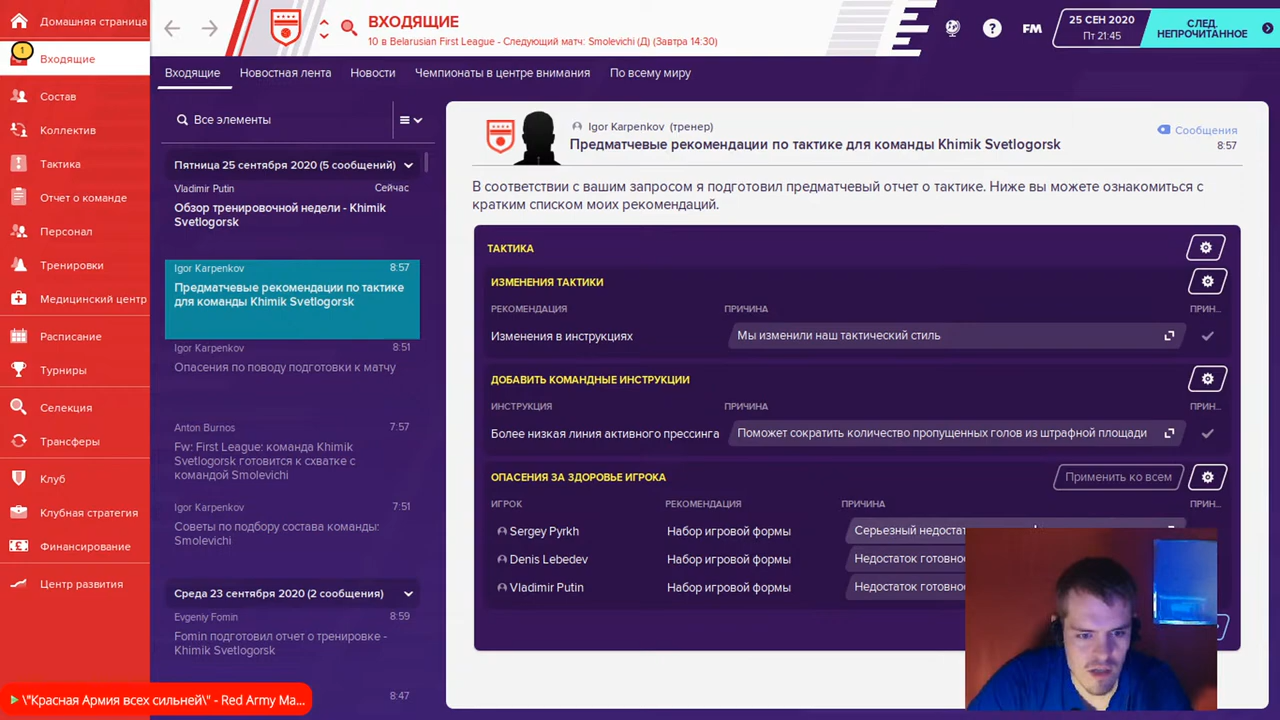 Домашняя страница
1
Входящие
Состав
Коллектив
Тактика
Отчет о команде
Персонал
Тренировки
Медицинский центр
Расписание
Турниры
Селекция
Трансферы
Клуб
Клубная стратегия
Финансирование
Центр развития
\"Красная Армия всех сильней\" - Red Army Ma...
ВХОДЯЩИЕ
10 в Belarusian First League - Следующий матч: Smolevichi (Д) (Завтра 14:30)
?
FM
25 СЕН 2020
Пт 21:45
СЛЕД.
НЕПРОЧИТАННОЕ
Входящие Новостная лента Новости Чемпионаты в центре внимания По всему миру
Все элементы
Пятница 25 сентября 2020 (5 сообщений)
Vladimir Putin Сейчас
Обзор тренировочной недели - Khimik
Svetlogorsk
Igor Karpenkov 8:57
Предматчевые рекомендации по тактике
для команды Khimik Svetlogorsk
Igor Karpenkov 8:51
Опасения по поводу подготовки к матчу
Anton Burnos 7:57
Fw: First League: команда Khimik
Svetlogorsk готовится к схватке с
командой Smolevichi
Igor Karpenkov 7:51
Советы по подбору состава команды:
Smolevichi
Среда 23 сентября 2020 (2 сообщения)
Evgeniy Fomin 8:59
Fomin подготовил отчет о тренировке -
Khimik Svetlogorsk
8:47
Igor Karpenkov (тренер)
Предматчевые рекомендации по тактике для команды Khimik Svetlogorsk
Сообщения
8:57
В соответствии с вашим запросом я подготовил предматчевый отчет о тактике. Ниже вы можете ознакомиться с
кратким списком моих рекомендаций.
ТАКТИКА
ИЗМЕНЕНИЯ ТАКТИКИ
РЕКОМЕНДАЦИЯ ПРИЧИНА ПРИН...
Изменения в инструкциях Мы изменили наш тактический стиль
ДОБАВИТЬ КОМАНДНЫЕ ИНСТРУКЦИИ
ИНСТРУКЦИЯ ПРИЧИНА ПРИН...
Более низкая линия активного прессинга Поможет сократить количество пропущенных голов из штрафной площади
ОПАСЕНИЯ ЗА ЗДОРОВЬЕ ИГРОКА Применить ко всем
ИГРОК РЕКОМЕНДАЦИЯ ПРИЧИНА ПРИН...
Sergey Pyrkh Набор игровой формы Серьезный недостат
Denis Lebedev Набор игровой формы Недостаток готовно
Vladimir Putin Набор игровой формы Недостаток готовно